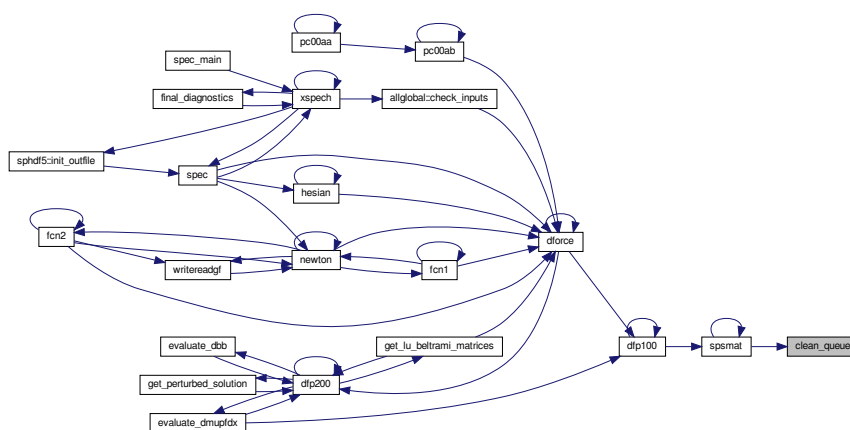 pc00aa
pc00ab
spec_main
final_diagnostics
xspech
allglobal::check_inputs
sphdf5::init_outfile
spec
hesian
fcn2
dforce
writereadgf
newton
fcn1
evaluate_dbb
get_lu_beltrami_matrices
dfp100
spsmat
clean_queue
get_perturbed_solution
dfp200
evaluate_dmupfdx